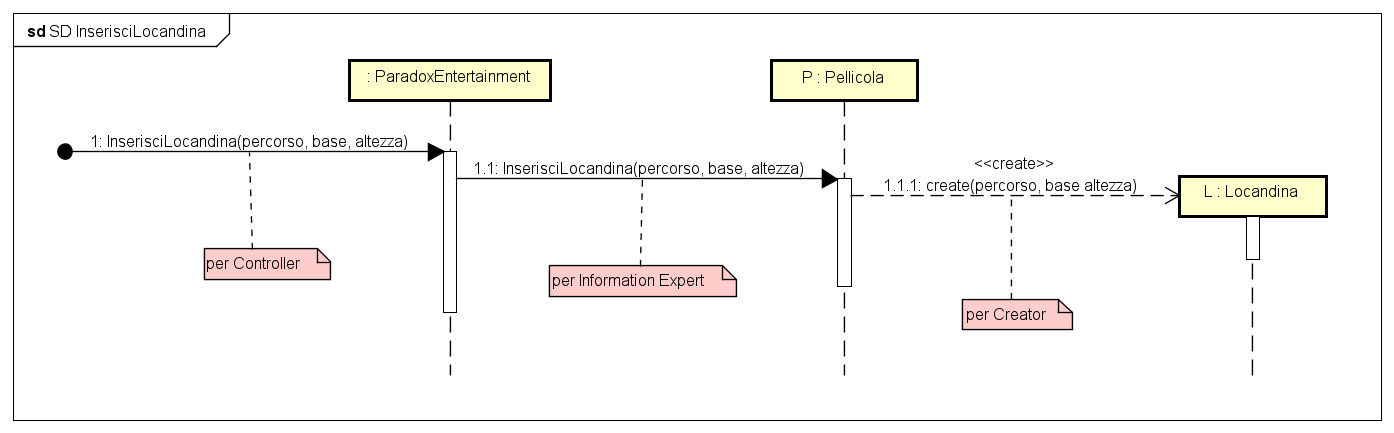 sd SD InserisciLocandina
: ParadoxEntertainment
P : Pellicola
1: InserisciLocandina(percorso, base, altezza)
1.1: InserisciLocandina(percorso, base, altezza)
<<create>>
1.1.1: create(percorso, base altezza)
L : Locandina
per Controller
per Information Expert
per Creator